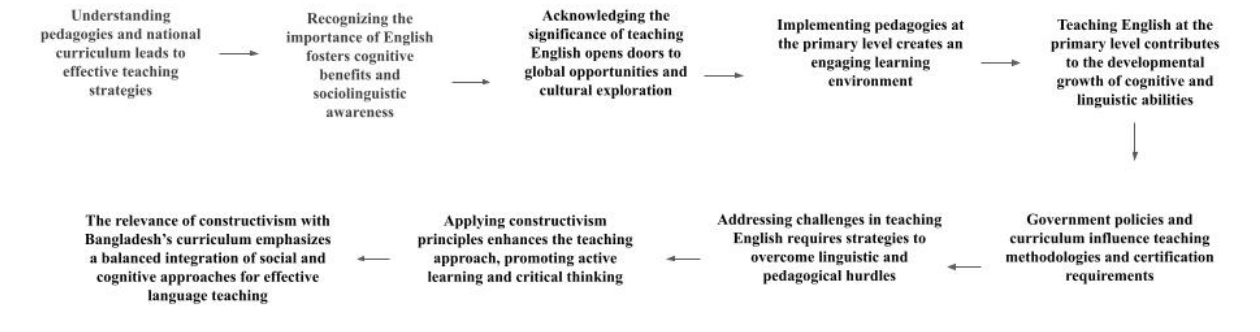 Understanding
pedagogies and national
curriculum leads to
effective teaching
strategies
Recognizing the
importance of English
fosters cognitive
benefits and
sociolinguistic
awareness
Acknowledging the
significance of teaching
English opens doors to
global opportunities and
cultural exploration
Implementing pedagogies at
the primary level creates an
engaging learning
environment
Teaching English at the
primary level contributes
to the developmental
growth of cognitive and
linguistic abilities
Government policies and
curriculum influence teaching
methodologies and certification
requirements
Addressing challenges in teaching
English requires strategies to
overcome linguistic and
pedagogical hurdles
Applying constructivism
principles enhances the teaching
approach, promoting active
learning and critical thinking
The relevance of constructivism with
Bangladesh’s curriculum emphasizes
a balanced integration of social and
cognitive approaches for effective
language teaching